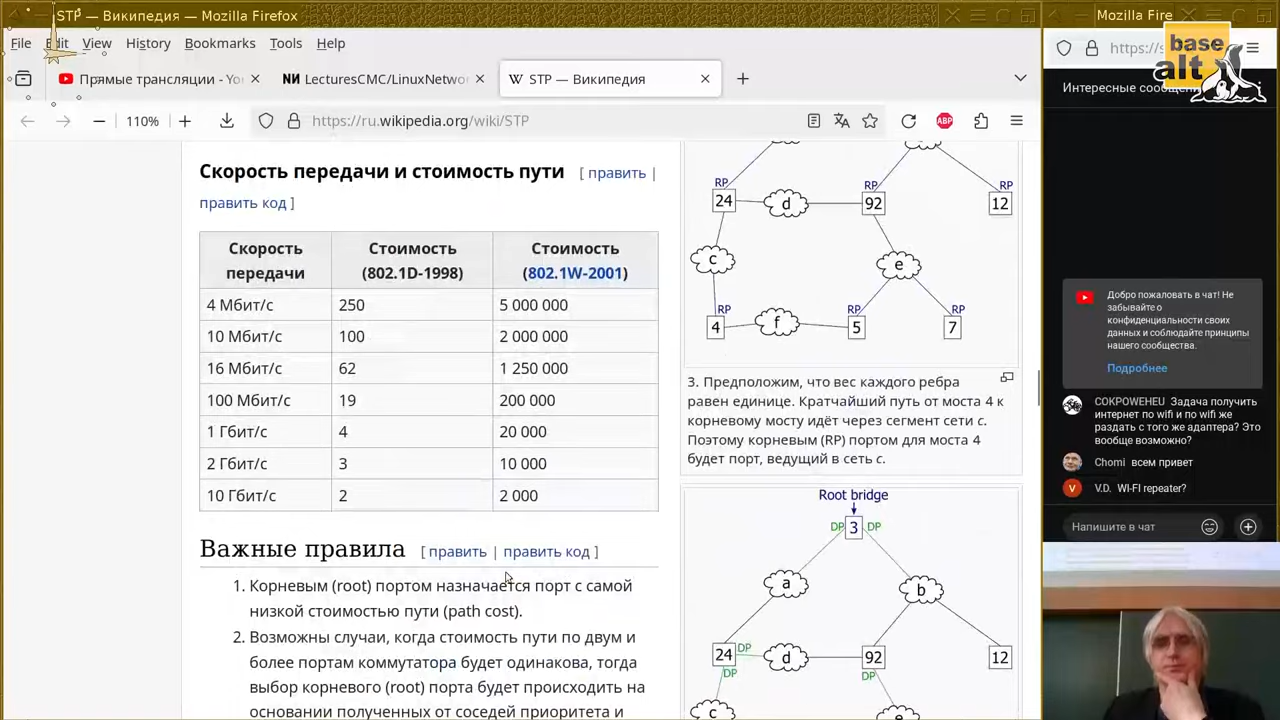 STP — Википедия — Mozilla Firefox
Mozilla Fire
File Edit View History Bookmarks Tools Help
base
alt
Прямые трансляции - Yo
LecturesCMC/LinuxNetwo
W STP — Википедия
110%
https://ru.wikipedia.org/wiki/STP
ABP
https://s
Интересные сообщен
Скорость передачи и стоимость пути [ править |
править код ]
Скорость передачи
Стоимость (802.1D-1998)
Стоимость (802.1W-2001)
4 Мбит/с 250 5 000 000
10 Мбит/с 100 2 000 000
16 Мбит/с 62 1 250 000
100 Мбит/с 19 200 000
1 Гбит/с 4 20 000
2 Гбит/с 3 10 000
10 Гбит/с 2 2 000
Важные правила [ править | править код ]
1. Корневым (root) портом назначается порт с самой
низкой стоимостью пути (path cost).
2. Возможны случаи, когда стоимость пути по двум и
более портам коммутатора будет одинакова, тогда
выбор корневого (root) порта будет происходить на
основании полученных от соседей приоритета и
RP RP RP
24 d 92 12
c e
RP RP RP
4 f 5 7
3. Предположим, что вес каждого ребра
равен единице. Кратчайший путь от моста 4 к
корневому мосту идёт через сегмент сети c.
Поэтому корневым (RP) портом для моста 4
будет порт, ведущий в сеть c.
Root bridge
DP 3 DP
a b
24 DP d 92 12
DP DP
c e
Добро пожаловать в чат! Не
забывайте о
конфиденциальности своих
данных и соблюдайте принципы
нашего сообщества.
Подробнее
COKPOWEHEU Задача получить
интернет по wifi и по wifi же
раздать с того же адаптера? Это
вообще возможно?
Chomi всем привет
V V.D. WI-FI repeater?
Напишите в чат